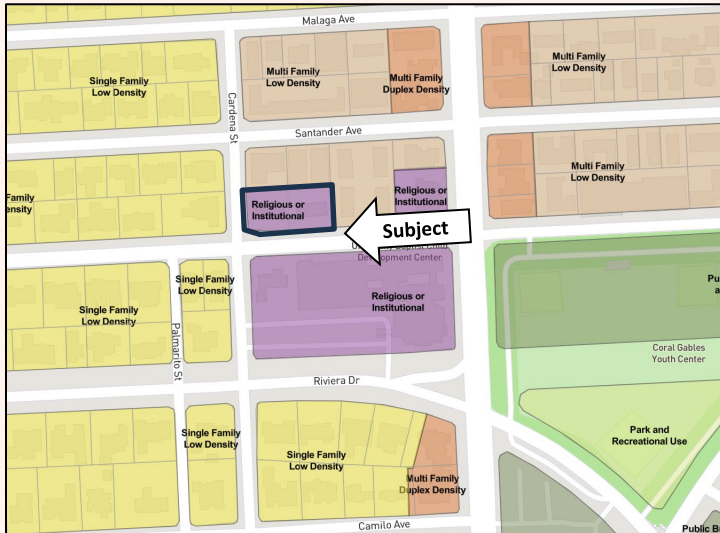 Malaga Ave
Single Family
Low Density
Multi Family
Low Density
Multi Family
Duplex Density
Multi Family
Low Density
Cardena St
Santander Ave
Family
ensity
Religious or
Institutional
Religious or
Institutional
Multi Family
Low Density
Subject
Development Center
Single Family
Low Density
Single Family
Low Density
Religious or
Institutional
Pu
a
Coral Gables
Youth Center
Palmarito St
Riviera Dr
Single Family
Low Density
Single Family
Low Density
Multi Family
Duplex Density
Park and
Recreational Use
Camilo Ave
Public B